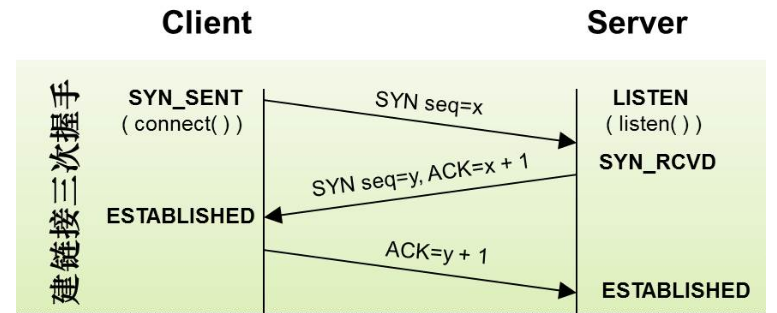 Client
Server
建链接三次握手
SYN_SENT
( connect( ) )
SYN seq=x
LISTEN
( listen( ) )
SYN_RCVD
SYN seq=y, ACK=x + 1
ESTABLISHED
ACK=y + 1
ESTABLISHED